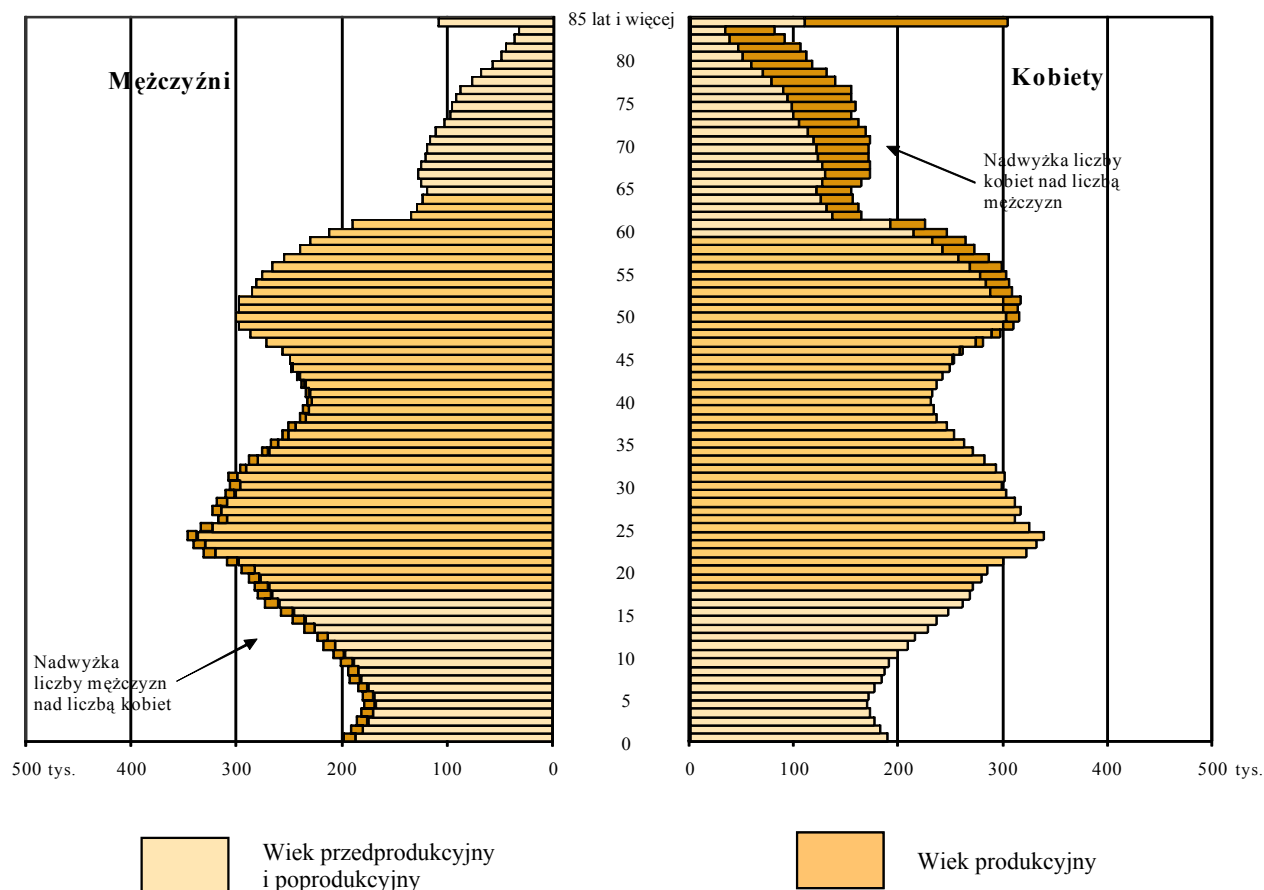 85 lat i więcej
Mężczyźni
Kobiety
80
75
70
65
60
55
50
45
40
35
30
25
20
15
10
5
0
Nadwyżka liczby
kobiet nad liczbą
mężczyzn
Nadwyżka
liczby mężczyzn
nad liczbą kobiet
500 tys.
400
300
200
100
0
0
100
200
300
400
500 tys.
Wiek przedprodukcyjny
i poprodukcyjny
Wiek produkcyjny